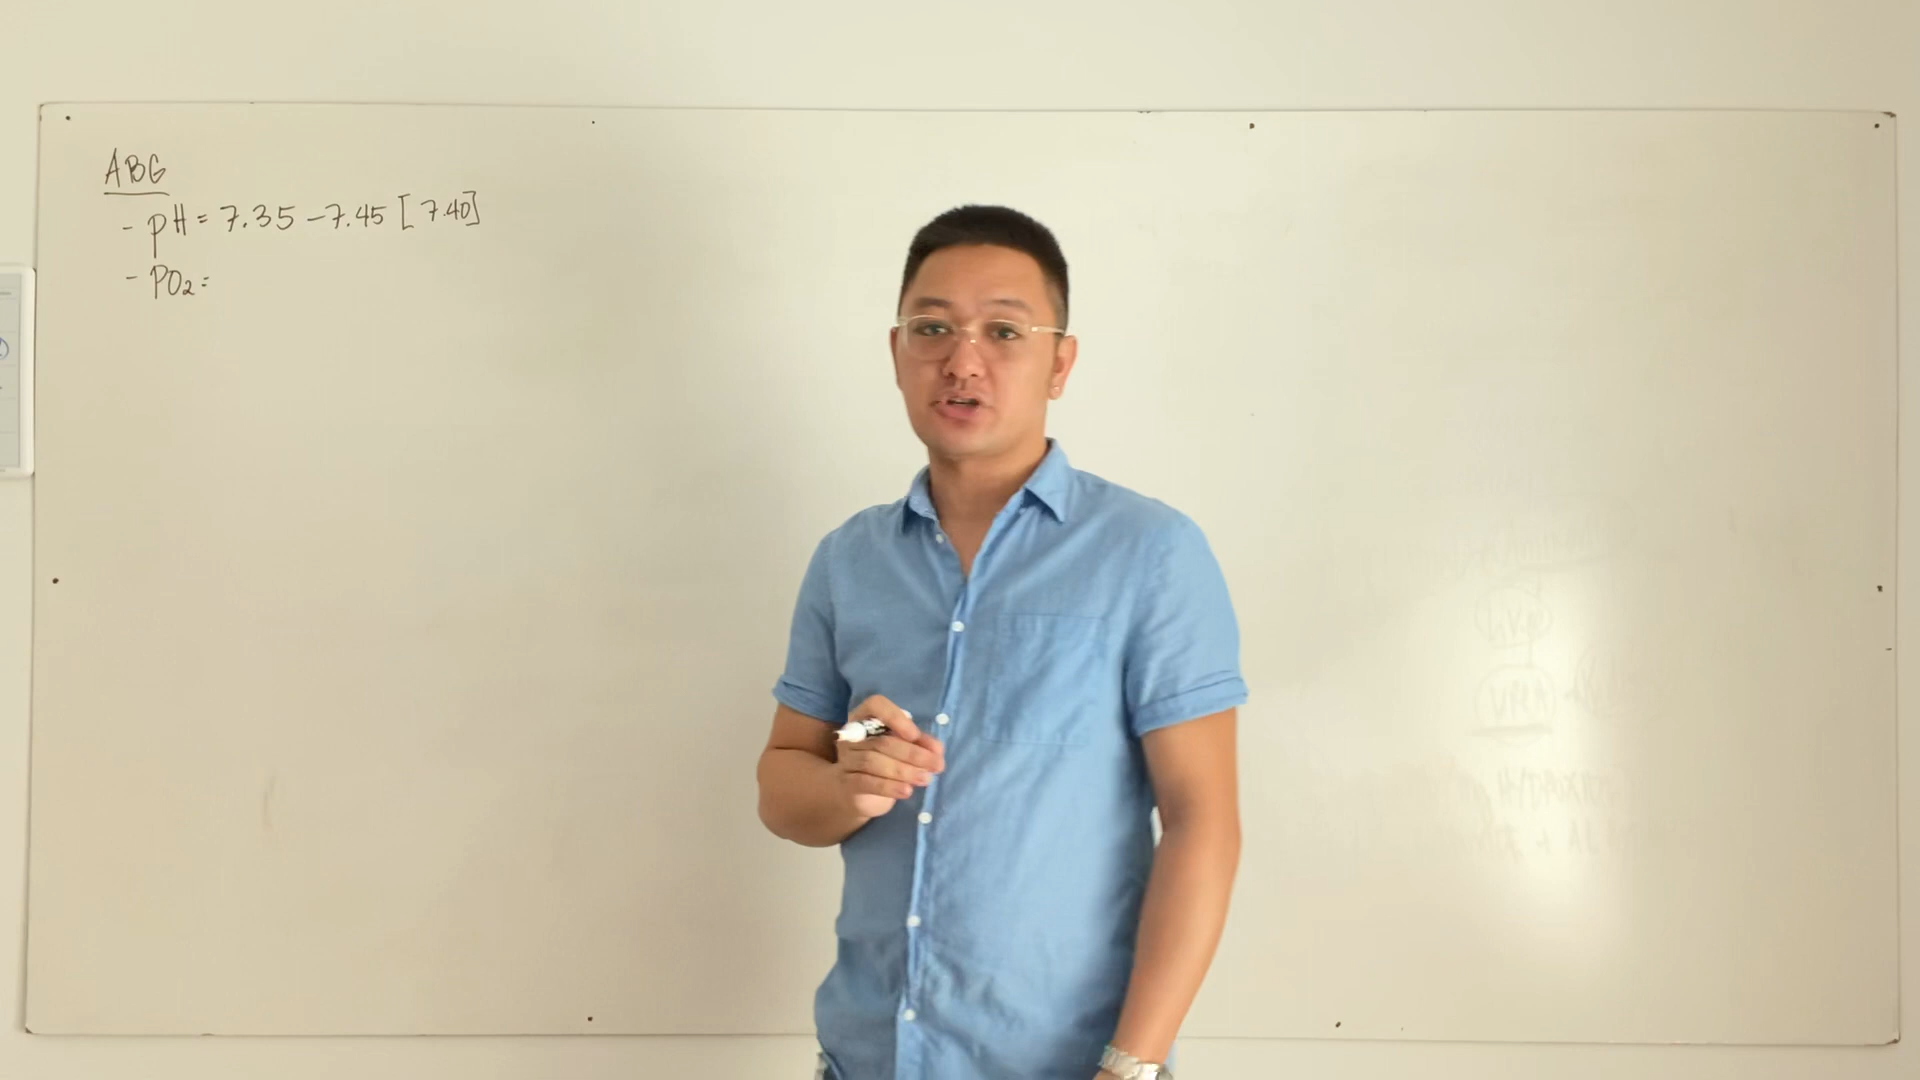 ABG
- pH = 7.35 - 7.45 [7.40]
- PO₂ =